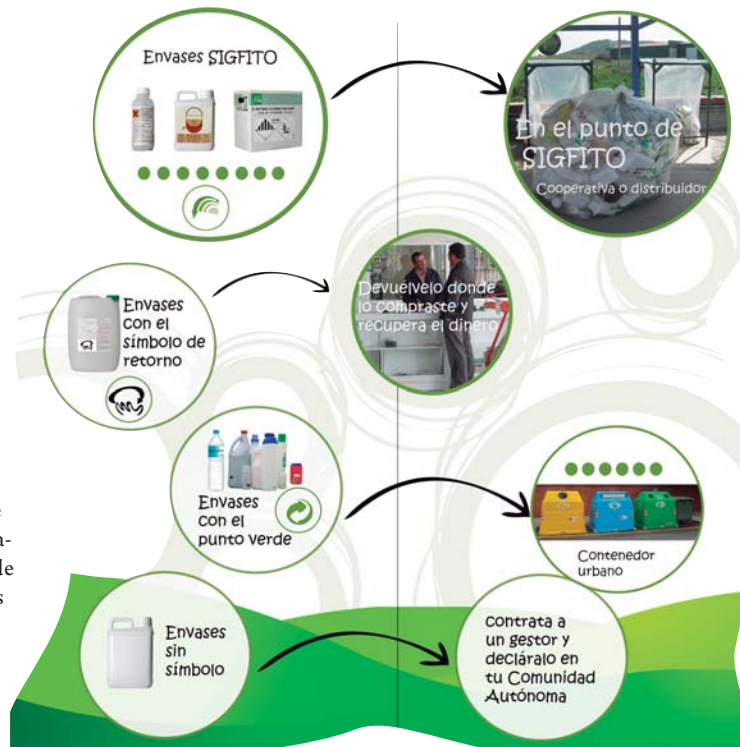 Envases SIGFITO
En el punto de
SIGFITO
Cooperativa o distribuidor
Envases
con el
símbolo de
retorno
Devuélvelo donde
lo compraste y
recupera el dinero
Envases
con el
punto verde
Contenedor
urbano
a-
de
s
Envases
sin
símbolo
contrata a
un gestor y
decláralo en
tu Comunidad
Autónoma